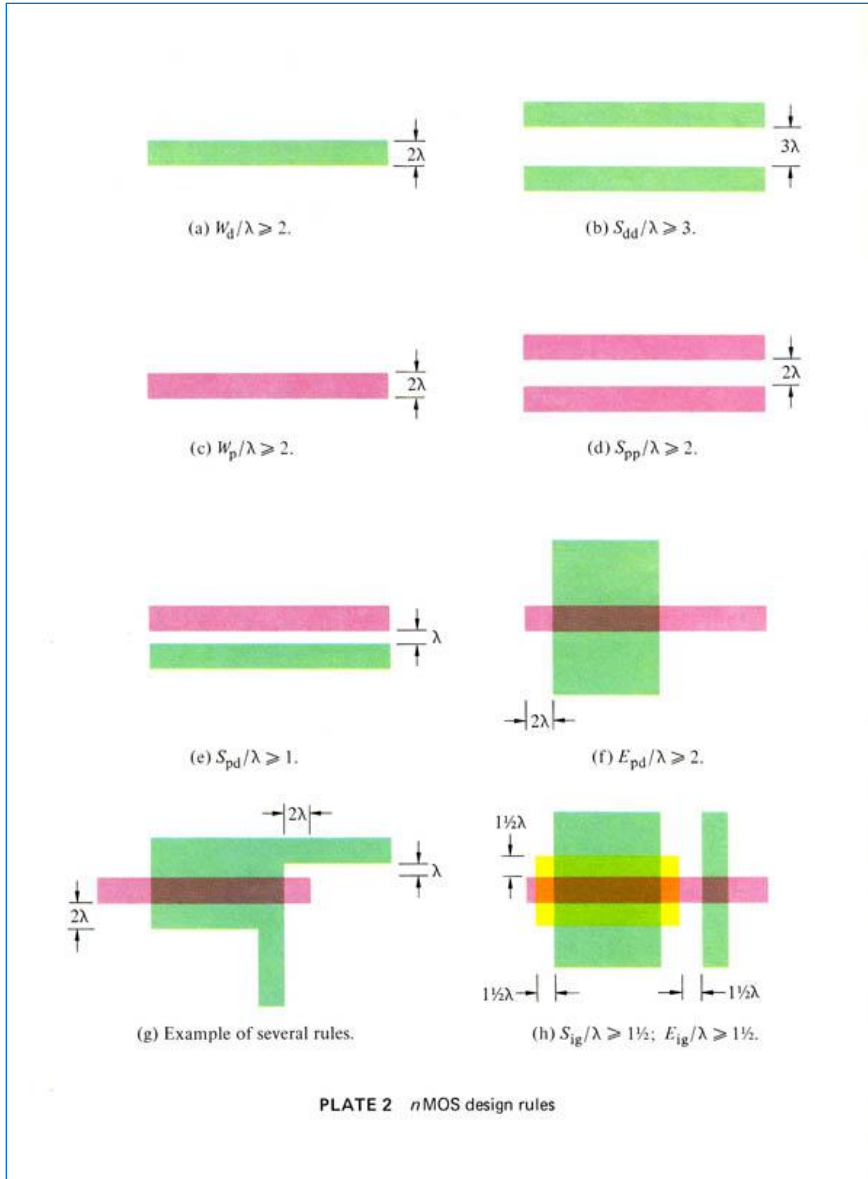 2λ
3λ
(a) W_d/λ ⩾ 2.
(b) S_dd/λ ⩾ 3.
2λ
2λ
(c) W_p/λ ⩾ 2.
(d) S_pp/λ ⩾ 2.
λ
2λ
(e) S_pd/λ ⩾ 1.
(f) E_pd/λ ⩾ 2.
2λ
λ
2λ
(g) Example of several rules.
1½λ
1½λ
1½λ
(h) S_ig/λ ⩾ 1½; E_ig/λ ⩾ 1½.
PLATE 2 nMOS design rules